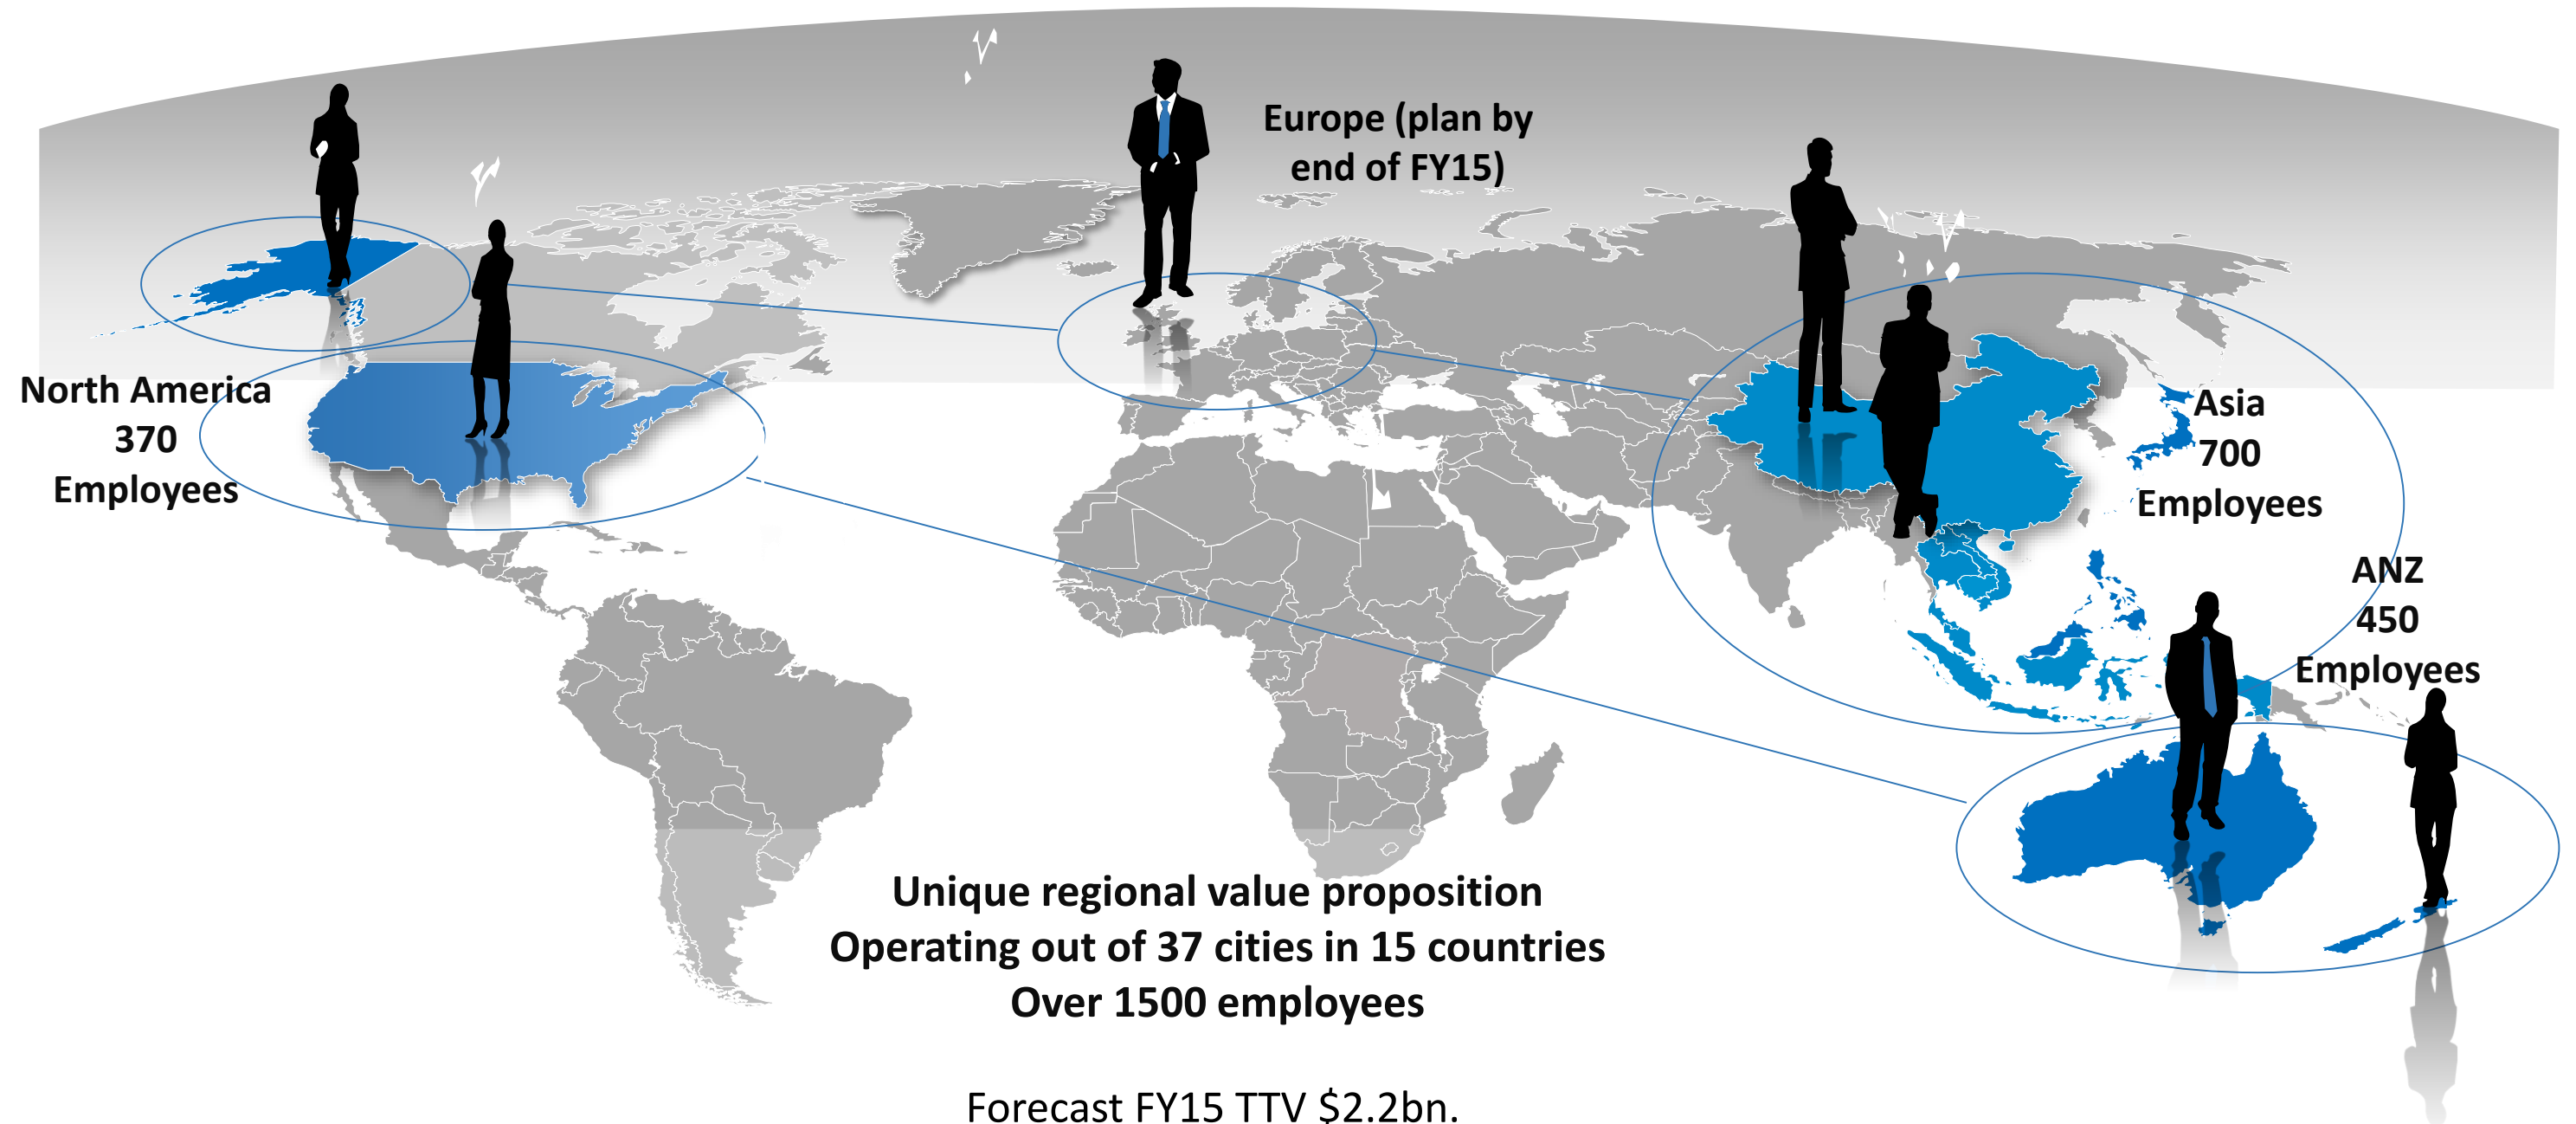 Europe (plan by
end of FY15)
North America
370
Employees
Asia
700
Employees
ANZ
450
Employees
Unique regional value proposition
Operating out of 37 cities in 15 countries
Over 1500 employees
Forecast FY15 TTV $2.2bn.